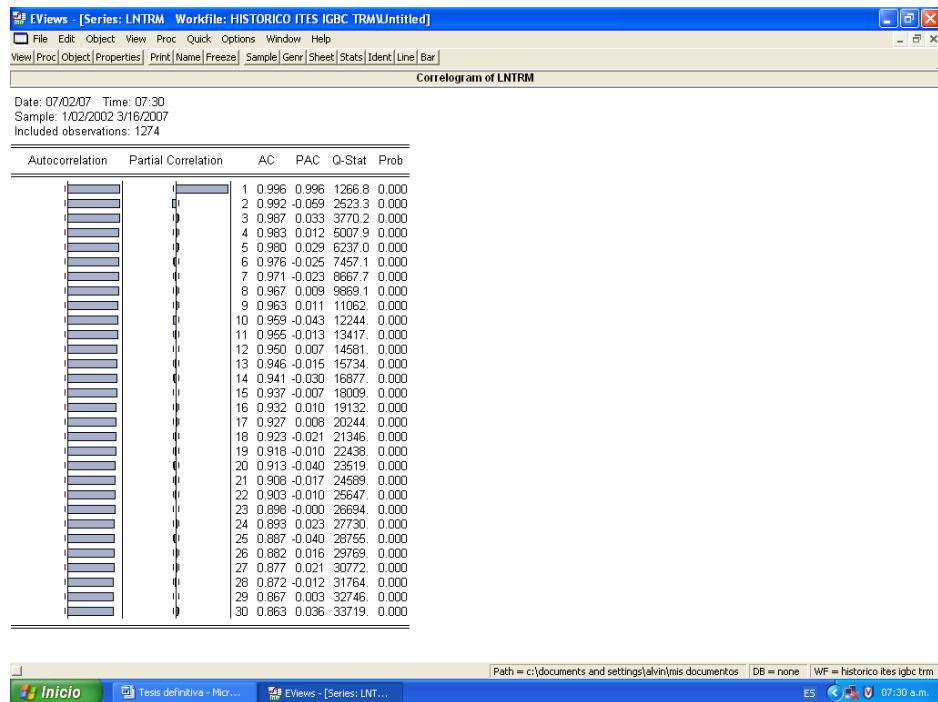 EViews - [Series: LNTRM Workfile: HISTORICO ITES IGBC TRM\Untitled]
File Edit Object View Proc Quick Options Window Help
View Proc Object Properties Print Name Freeze Sample Genr Sheet Stats Ident Line Bar
Correlogram of LNTRM
Date: 07/02/07 Time: 07:30
Sample: 1/02/2002 3/16/2007
Included observations: 1274
Autocorrelation Partial Correlation AC PAC Q-Stat Prob
1 0.996 0.996 1266.8 0.000
2 0.992 -0.059 2523.3 0.000
3 0.987 0.033 3770.2 0.000
4 0.983 0.012 5007.9 0.000
5 0.980 0.029 6237.0 0.000
6 0.976 -0.025 7457.1 0.000
7 0.971 -0.023 8667.7 0.000
8 0.967 0.009 9869.1 0.000
9 0.963 0.011 11062. 0.000
10 0.959 -0.043 12244. 0.000
11 0.955 -0.013 13417. 0.000
12 0.950 0.007 14581. 0.000
13 0.946 -0.015 15734. 0.000
14 0.941 -0.030 16877. 0.000
15 0.937 -0.007 18009. 0.000
16 0.932 0.010 19132. 0.000
17 0.927 0.008 20244. 0.000
18 0.923 -0.021 21346. 0.000
19 0.918 -0.010 22438. 0.000
20 0.913 -0.040 23519. 0.000
21 0.908 -0.017 24589. 0.000
22 0.903 -0.010 25647. 0.000
23 0.898 -0.000 26694. 0.000
24 0.893 0.023 27730. 0.000
25 0.887 -0.040 28755. 0.000
26 0.882 0.016 29769. 0.000
27 0.877 0.021 30772. 0.000
28 0.872 -0.012 31764. 0.000
29 0.867 0.003 32746. 0.000
30 0.863 0.036 33719. 0.000
Path = c:\documents and settings\alvin\mis documentos DB = none WF = historico ites igbc trm
Inicio Tesis definitiva - Micr... EViews - [Series: LNT... ES 07:30 a.m.